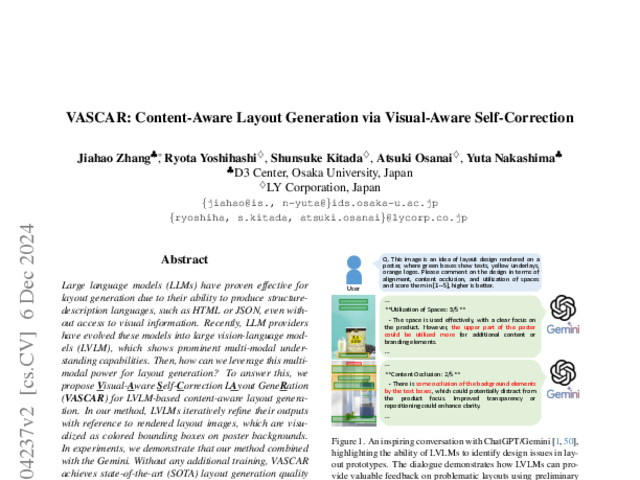 VASCAR: Content-Aware Layout Generation via Visual-Aware Self-Correction
Jiahao Zhang♣*, Ryota Yoshihashi♢, Shunsuke Kitada♢, Atsuki Osanai♢, Yuta Nakashima♣
♣D3 Center, Osaka University, Japan
♢LY Corporation, Japan
{jiahao@is., n-yuta@}ids.osaka-u.ac.jp
{ryoshiha, s.kitada, atsuki.osanai}@lycorp.co.jp
04237v2 [cs.CV] 6 Dec 2024
Abstract
Large language models (LLMs) have proven effective for
layout generation due to their ability to produce structure-
description languages, such as HTML or JSON, even with-
out access to visual information. Recently, LLM providers
have evolved these models into large vision-language mod-
els (LVLM), which shows prominent multi-modal under-
standing capabilities. Then, how can we leverage this multi-
modal power for layout generation? To answer this, we
propose Visual-Aware Self-Correction LAyout GeneRation
(VASCAR) for LVLM-based content-aware layout genera-
tion. In our method, LVLMs iteratively refine their outputs
with reference to rendered layout images, which are visu-
alized as colored bounding boxes on poster backgrounds.
In experiments, we demonstrate that our method combined
with the Gemini. Without any additional training, VASCAR
achieves state-of-the-art (SOTA) layout generation quality
User
Q. This image is an idea of layout design rendered on a
poster, where green boxes show texts, yellow underlays,
orange logos. Please comment on the design in terms of
alignment, content occlusion, and utilization of spaces
and score them in [1~5], higher is better.
...
**Utilization of Spaces: 3/5 **
- The space is used effectively, with a clear focus on
the product. However, the upper part of the poster
could be utilized more for additional content or
branding elements.
...
Gemini
...
**Content Occlusion: 2/5 **
- There is some occlusion of the background elements
by the text boxes, which could potentially distract from
the product focus. Improved transparency or
repositioning could enhance clarity.
...
Gemini
Figure 1. An inspiring conversation with ChatGPT/Gemini [1, 50],
highlighting the ability of LVLMs to identify design issues in lay-
out prototypes. The dialogue demonstrates how LVLMs can pro-
vide valuable feedback on problematic layouts using preliminary